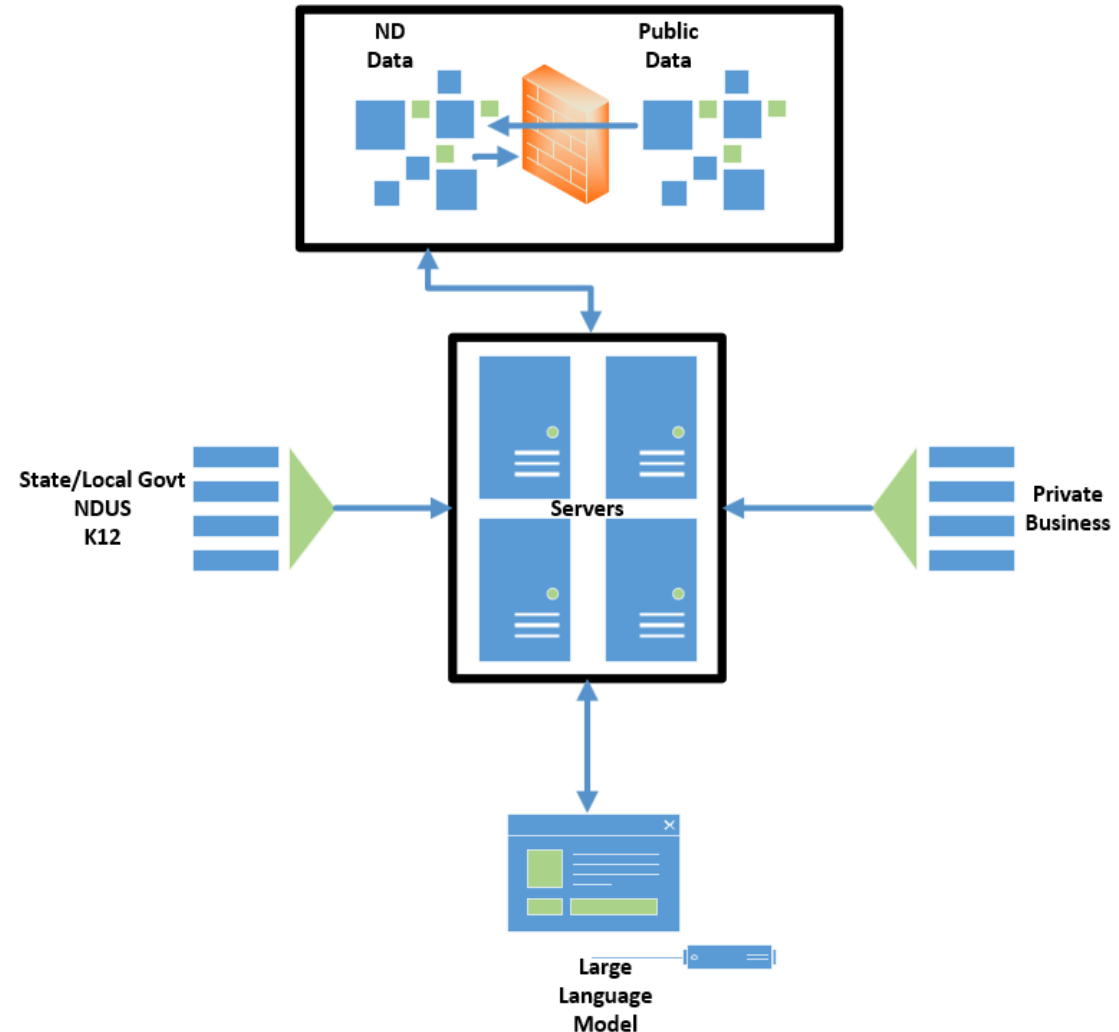 ND
Data
Public
Data
State/Local Govt
NDUS
K12
Servers
Private
Business
Large
Language
Model